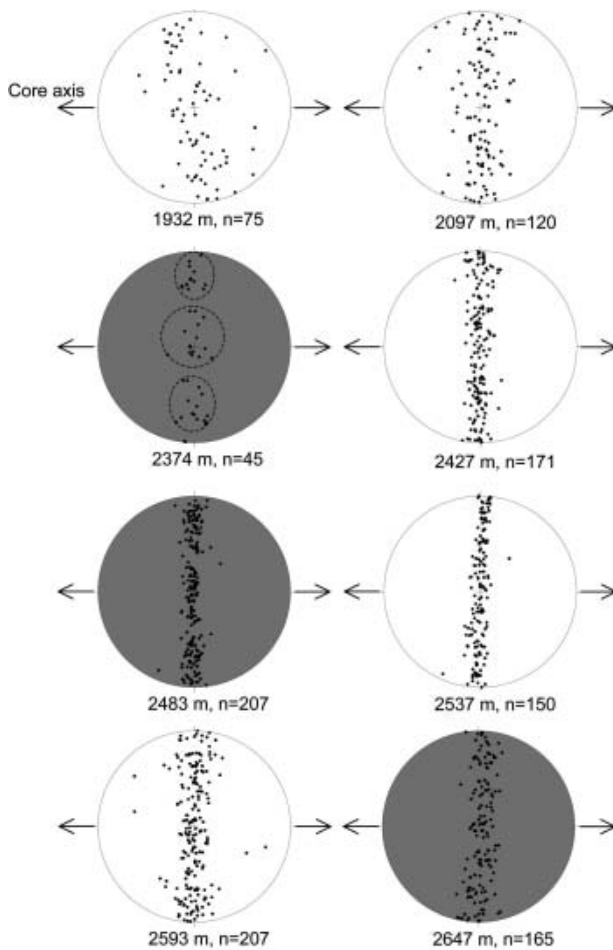 Core axis
1932 m, n=75
2097 m, n=120
2374 m, n=45
2427 m, n=171
2483 m, n=207
2537 m, n=150
2593 m, n=207
2647 m, n=165